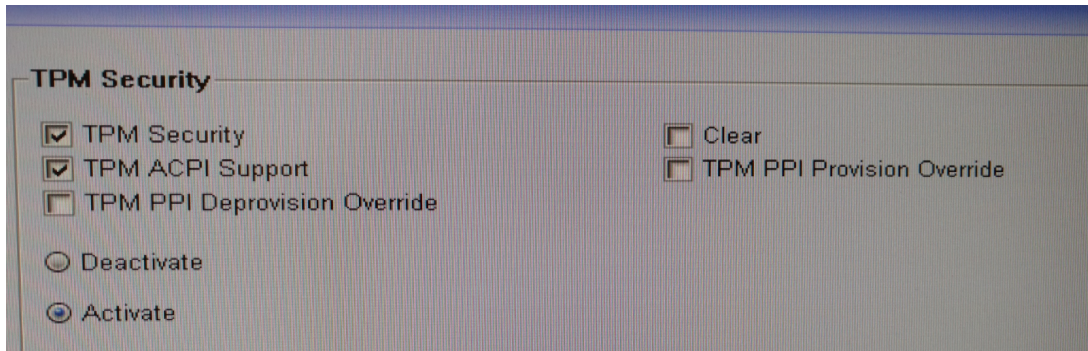 TPM Security
TPM Security
Clear
TPM ACPI Support
TPM PPI Provision Override
TPM PPI Deprovision Override
Deactivate
Activate